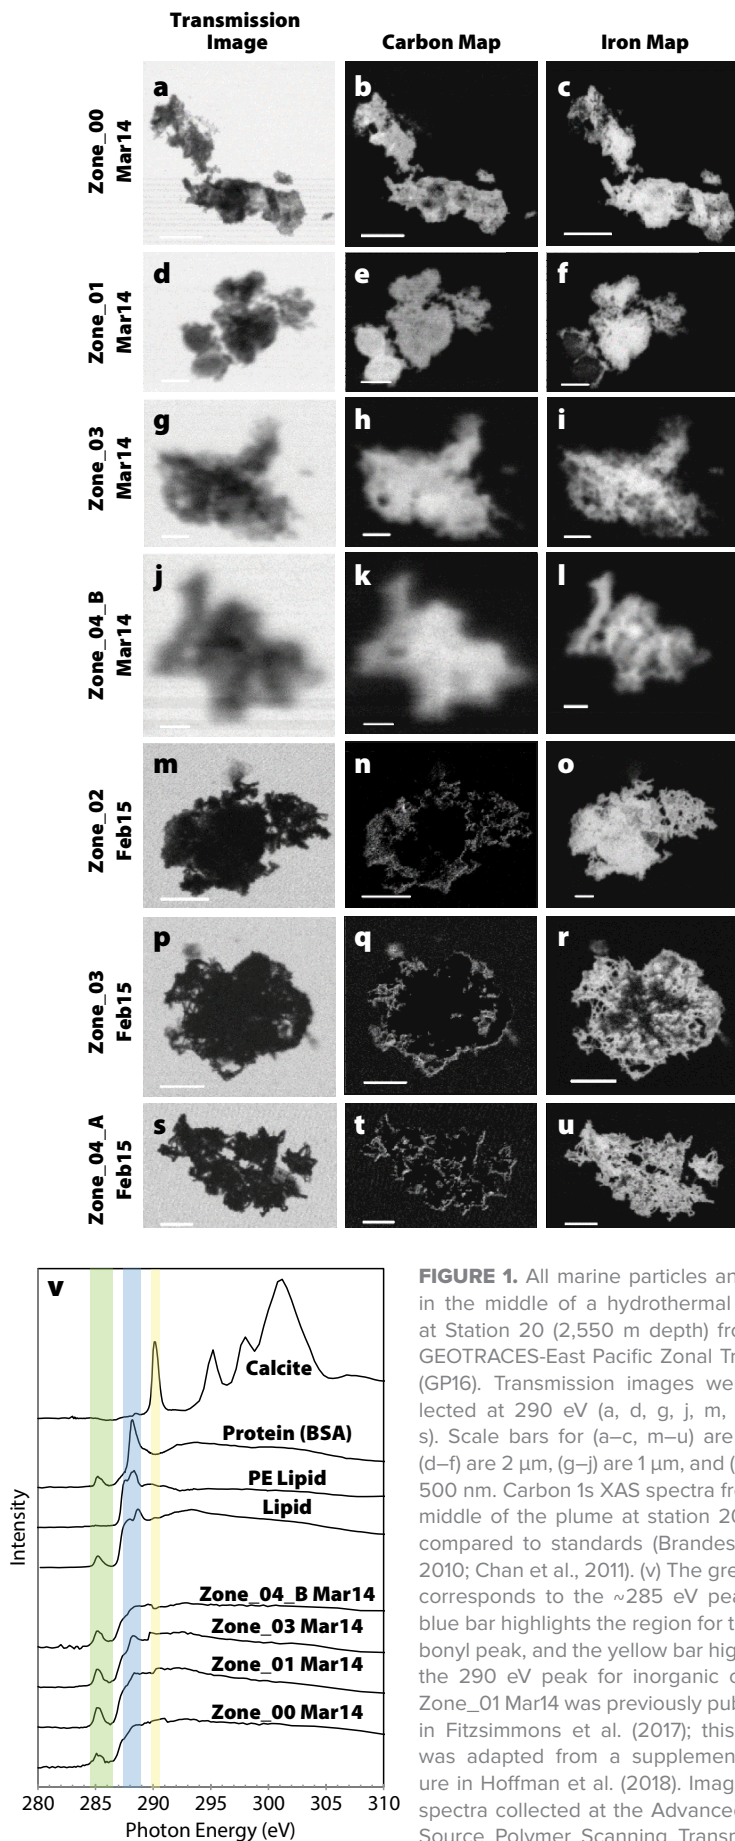 Transmission
Image
Carbon Map
Iron Map
Zone_00
Mar14
a
b
c
Zone_01
Mar14
d
e
f
Zone_03
Mar14
g
h
i
Zone_04_B
Mar14
j
k
l
Zone_02
Feb15
m
n
o
Zone_03
Feb15
p
q
r
Zone_04_A
Feb15
s
t
u
v
Calcite
Protein (BSA)
PE Lipid
Lipid
Zone_04_B Mar14
Zone_03 Mar14
Zone_01 Mar14
Zone_00 Mar14
Intensity
280 285 290 295 300 305 310
Photon Energy (eV)
FIGURE 1. All marine particles an
in the middle of a hydrothermal
at Station 20 (2,550 m depth) fro
GEOTRACES-East Pacific Zonal Tr
(GP16). Transmission images we
lected at 290 eV (a, d, g, j, m,
s). Scale bars for (a–c, m–u) are
(d–f) are 2 µm, (g–j) are 1 µm, and (
500 nm. Carbon 1s XAS spectra fro
middle of the plume at station 20
compared to standards (Brandes
2010; Chan et al., 2011). (v) The gre
corresponds to the ~285 eV pea
blue bar highlights the region for t
bonyl peak, and the yellow bar hig
the 290 eV peak for inorganic c
Zone_01 Mar14 was previously pub
in Fitzsimmons et al. (2017); this
was adapted from a supplemen
ure in Hoffman et al. (2018). Imag
spectra collected at the Advanced
Source Polymer Scanning Transm